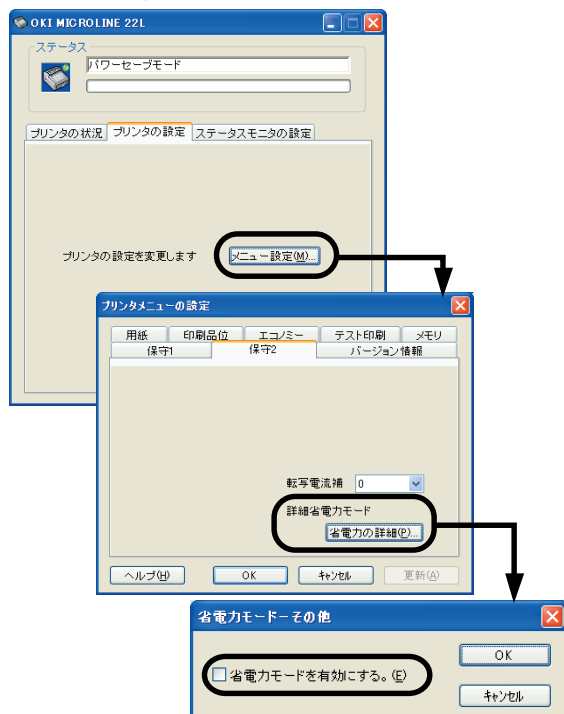 OKI MICROLINE 22L
ステータス
パワーセーブモード
プリンタの状況 プリンタの設定 ステータスモニタの設定
プリンタの設定を変更します メニュー設定(M)...
プリンタメニューの設定
用紙 印刷品位 エコノミー テスト印刷 メモリ
保守1 保守2 バージョン情報
転写電流補 0
詳細省電力モード
省電力の詳細(P)...
ヘルプ(H) OK キャンセル 更新(A)
省電力モードーその他
OK
省電力モードを有効にする。(E)
キャンセル